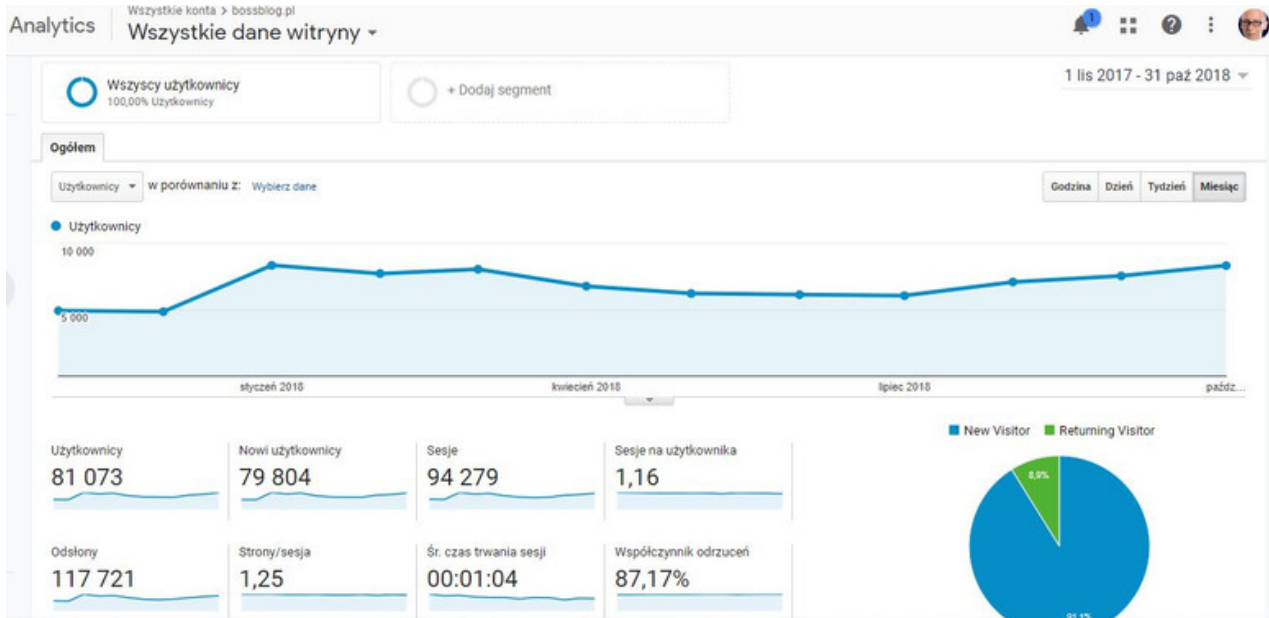 Analytics
Wszystkie konta > bossblog.pl
Wszystkie dane witryny
1
Wszyscy użytkownicy
100,00% Użytkownicy
+ Dodaj segment
1 lis 2017 - 31 paź 2018
Ogółem
Użytkownicy
w porównaniu z:
Wybierz dane
Godzina
Dzień
Tydzień
Miesiąc
Użytkownicy
10 000
5 000
styczeń 2018
kwiecień 2018
lipiec 2018
paźdz...
New Visitor
Returning Visitor
Użytkownicy
81 073
Nowi użytkownicy
79 804
Sesje
94 279
Sesje na użytkownika
1,16
Odsłony
117 721
Strony/sesja
1,25
Śr. czas trwania sesji
00:01:04
Współczynnik odrzuceń
87,17%
8,9%
91,1%